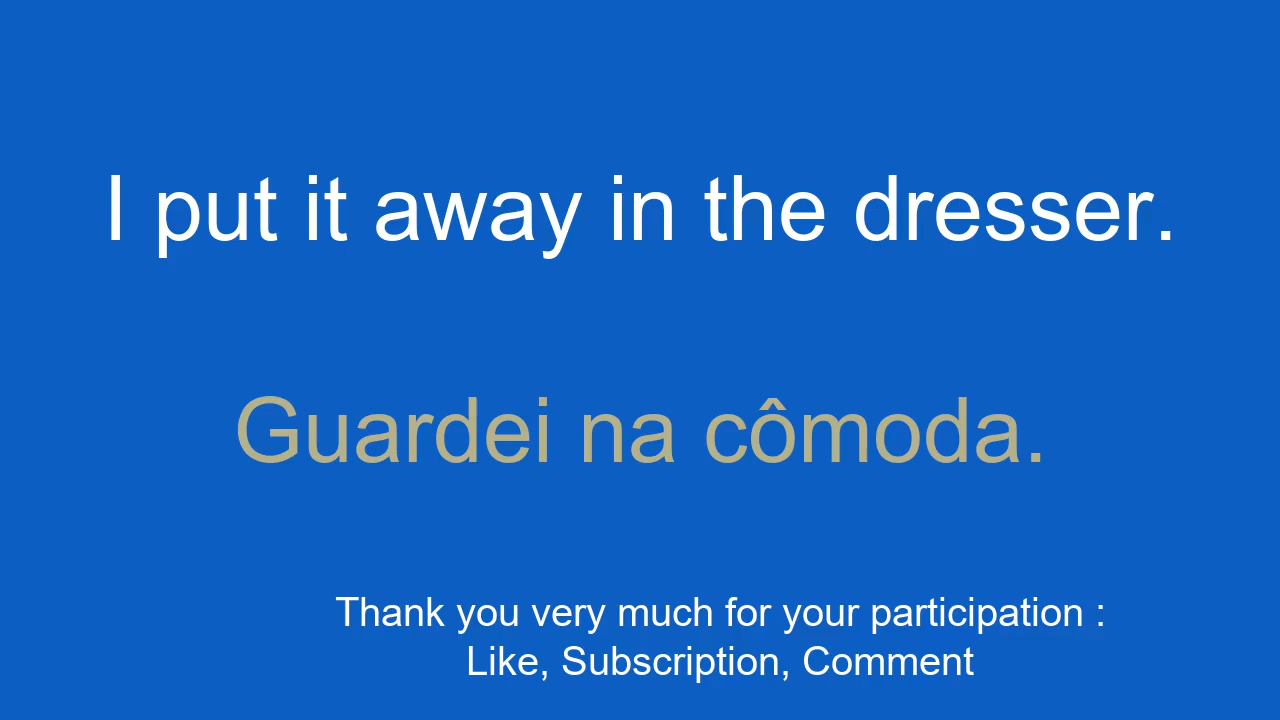 I put it away in the dresser.
Guardei na cômoda.
Thank you very much for your participation :
Like, Subscription, Comment